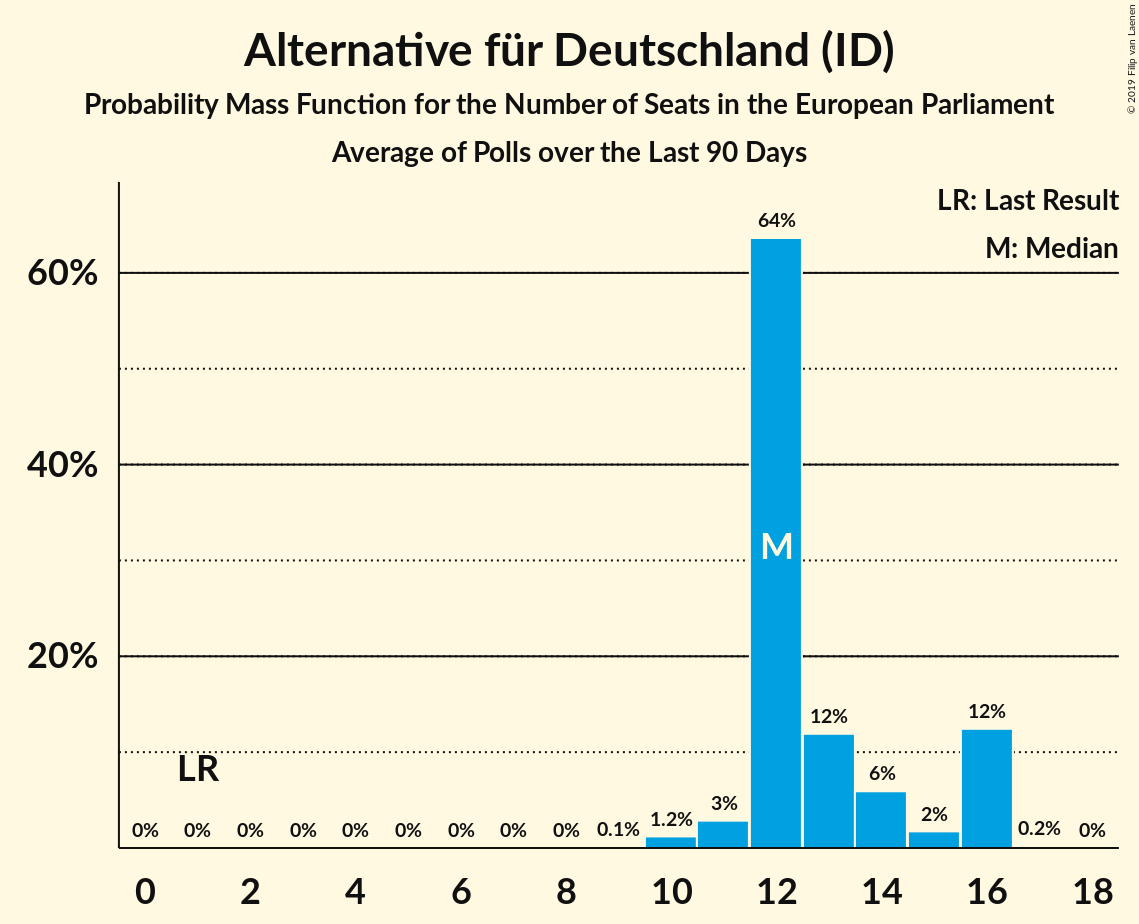 Alternative für Deutschland (ID)
Probability Mass Function for the Number of Seats in the European Parliament
Average of Polls over the Last 90 Days
© 2019 Filip van Laenen
LR: Last Result
M: Median
60%
40%
20%
64%
M
LR
0% 0% 0% 0% 0% 0% 0% 0% 0% 0.1% 1.2% 3% 12% 6% 2% 12% 0.2% 0%
0 2 4 6 8 10 12 14 16 18